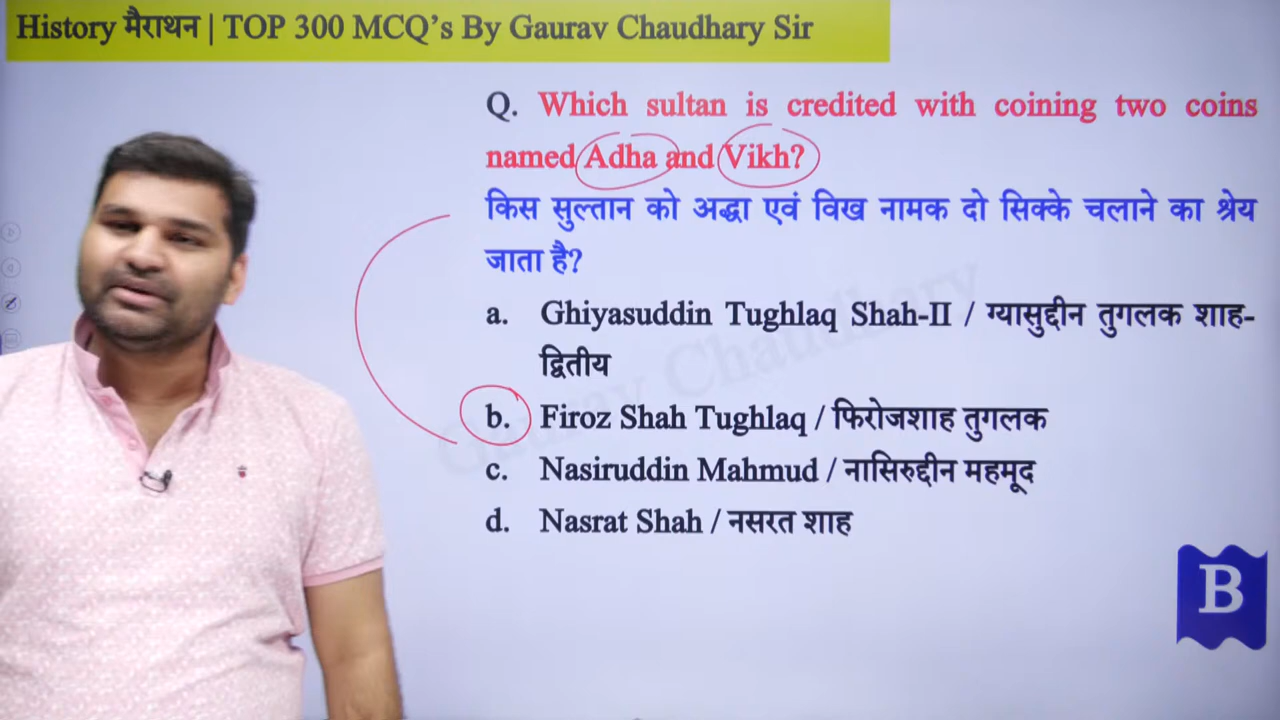 History मैराथन | TOP 300 MCQ’s By Gaurav Chaudhary Sir
Q. Which sultan is credited with coining two coins
named Adha and Vikh?
किस सुल्तान को अद्धा एवं विख नामक दो सिक्के चलाने का श्रेय
जाता है?
a. Ghiyasuddin Tughlaq Shah-II / ग्यासुद्दीन तुगलक शाह-
द्वितीय
b. Firoz Shah Tughlaq / फिरोजशाह तुगलक
c. Nasiruddin Mahmud / नासिरुद्दीन महमूद
d. Nasrat Shah / नसरत शाह
Gaurav Chaudhary
B